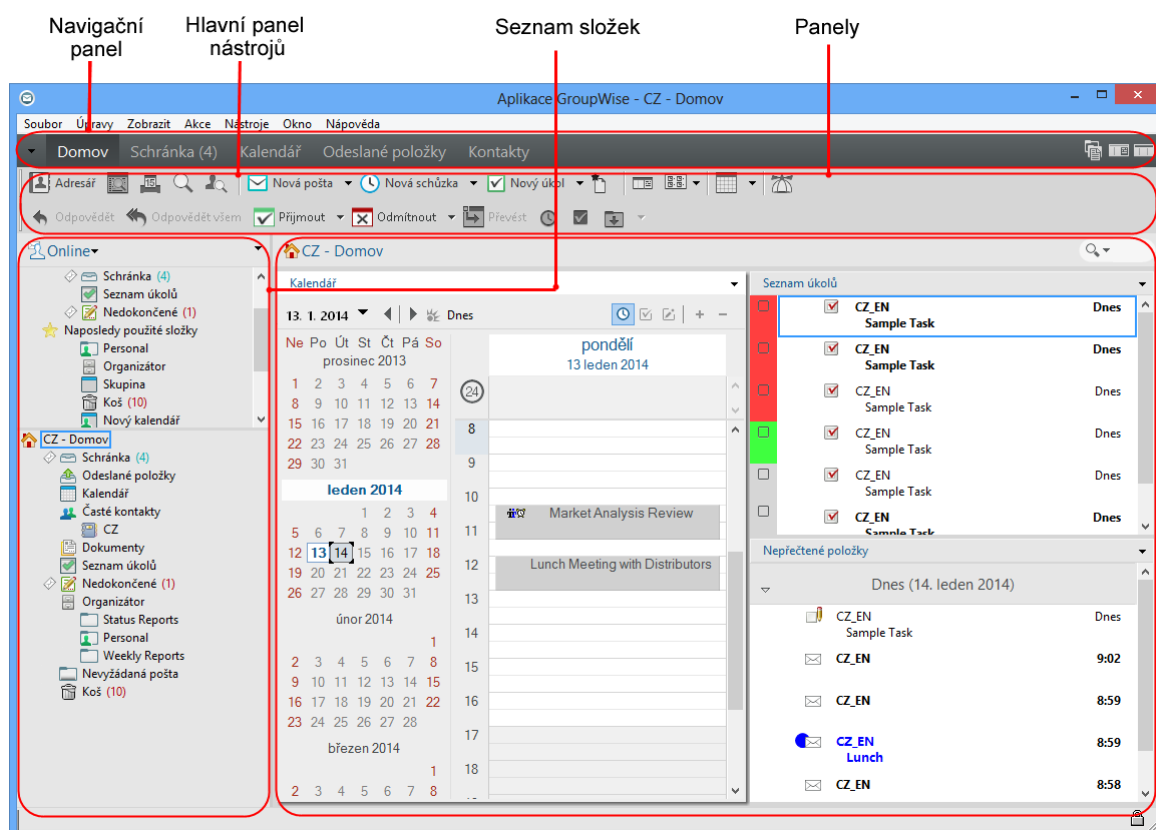 Navigační panel
Hlavní panel nástrojů
Seznam složek
Panely
Aplikace GroupWise - CZ - Domov
Soubor Úpravy Zobrazit Akce Nástroje Okno Nápověda
Domov Schránka (4) Kalendář Odeslané položky Kontakty
Adresář 15 Nová pošta Nová schůzka Nový úkol
Odpovědět Odpovědět všem Přijmout Odmítnout Převést
Online
Schránka (4)
Seznam úkolů
Nedokončené (1)
Naposledy použité složky
Personal
Organizátor
Skupina
Koš (10)
Nový kalendář
CZ - Domov
Schránka (4)
Odeslané položky
Kalendář
Časté kontakty
CZ
Dokumenty
Seznam úkolů
Nedokončené (1)
Organizátor
Status Reports
Personal
Weekly Reports
Nevyžádaná pošta
Koš (10)
CZ - Domov
Kalendář
13. 1. 2014 Dnes
Ne Po Út St Čt Pá So
prosinec 2013
1 2 3 4 5 6 7
8 9 10 11 12 13 14
15 16 17 18 19 20 21
22 23 24 25 26 27 28
29 30 31
leden 2014
1 2 3 4
5 6 7 8 9 10 11
12 13 14 15 16 17 18
19 20 21 22 23 24 25
26 27 28 29 30 31
únor 2014
1
2 3 4 5 6 7 8
9 10 11 12 13 14 15
16 17 18 19 20 21 22
23 24 25 26 27 28
březen 2014
1
2 3 4 5 6 7 8
pondělí
13 leden 2014
24
8
9
10
Market Analysis Review
11
12
Lunch Meeting with Distributors
13
14
15
16
17
18
Seznam úkolů
CZ_EN Dnes
Sample Task
CZ_EN Dnes
Sample Task
CZ_EN Dnes
Sample Task
CZ_EN Dnes
Sample Task
CZ_EN Dnes
Sample Task
CZ_EN Dnes
Sample Task
Nepřečtené položky
Dnes (14. leden 2014)
CZ_EN Dnes
Sample Task
CZ_EN 9:02
CZ_EN 8:59
CZ_EN 8:59
Lunch
CZ_EN 8:58